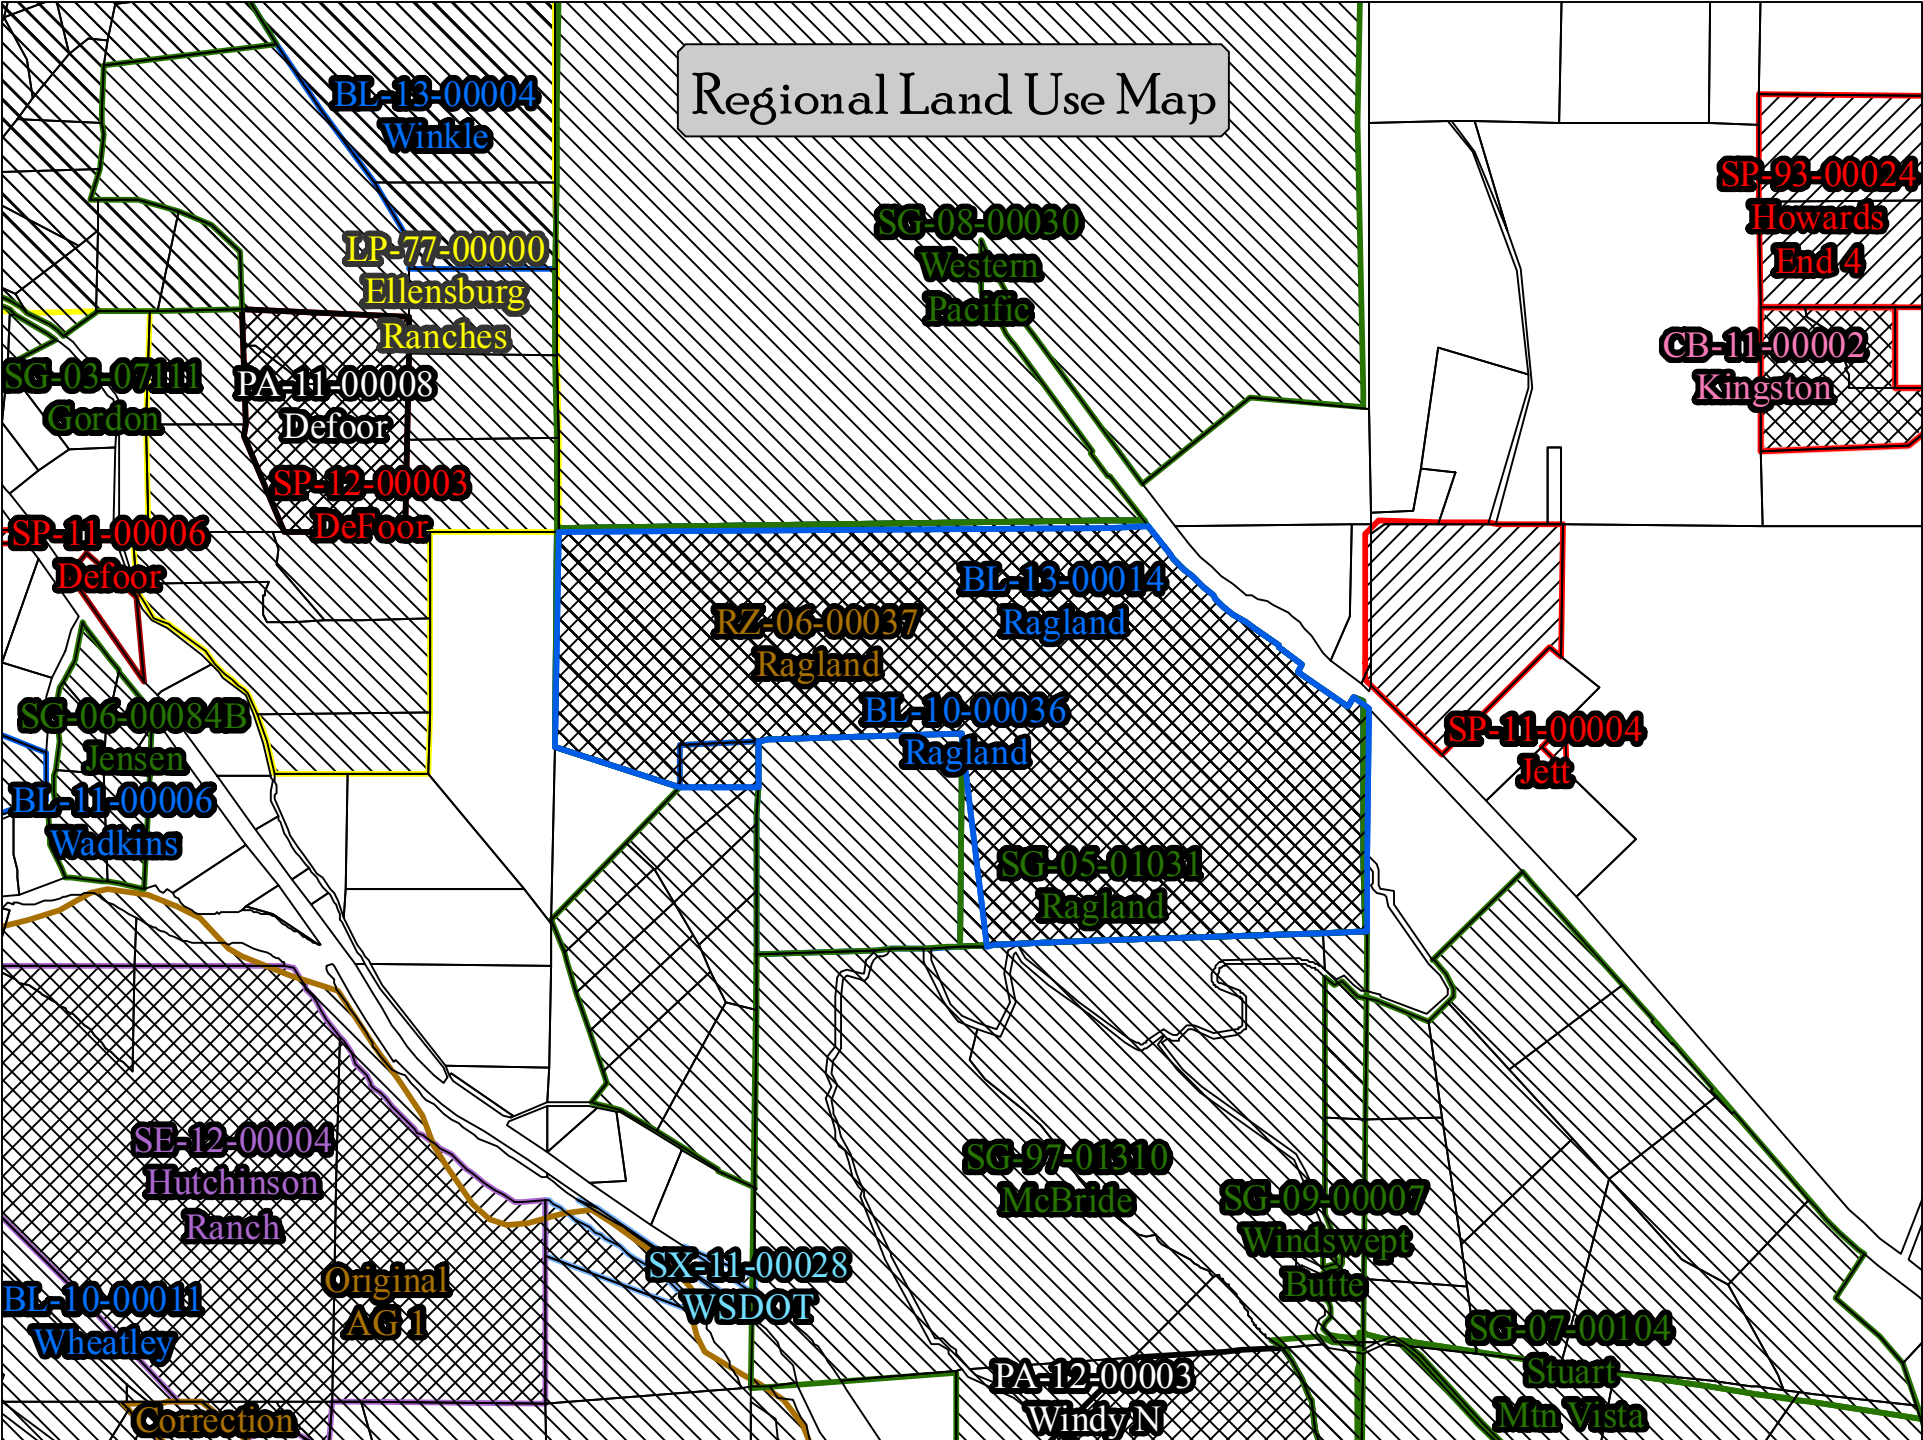 Regional Land Use Map
BL-13-00004
Winkle
SP-93-00024
Howards
End 4
SG-08-00030
Western
Pacific
LP-77-00000
Ellensburg
Ranches
CB-11-00002
Kingston
SG-03-07111
Gordon
PA-11-00008
Defoor
SP-12-00003
DeFoor
SP-11-00006
Defoor
BL-13-00014
Ragland
RZ-06-00037
Ragland
BL-10-00036
Ragland
SG-06-00084B
Jensen
SP-11-00004
Jett
BL-11-00006
Wadkins
SG-05-01031
Ragland
SE-12-00004
Hutchinson
Ranch
SG-97-01310
McBride
SG-09-00007
Windswept
Butte
SX-11-00028
WSDOT
Original
AG 1
BL-10-00011
Wheatley
SG-07-00104
Stuart
Mtn Vista
PA-12-00003
Windy N
Correction